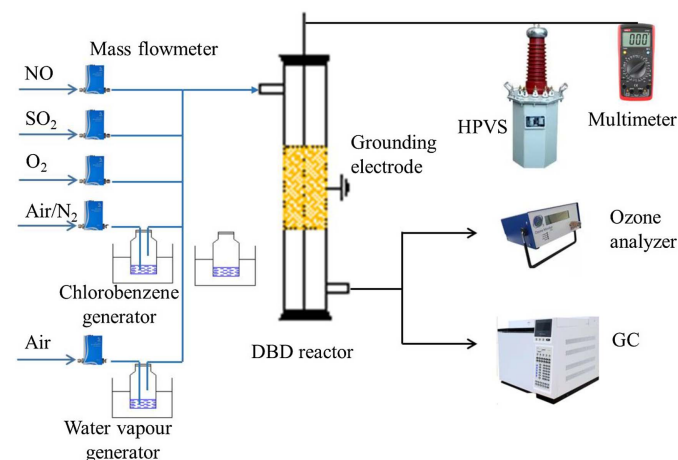 Mass flowmeter
NO
SO₂
O₂
Air/N₂
Chlorobenzene
generator
Air
Water vapour
generator
DBD reactor
Grounding
electrode
HPVS
000
Multimeter
Ozone
analyzer
GC